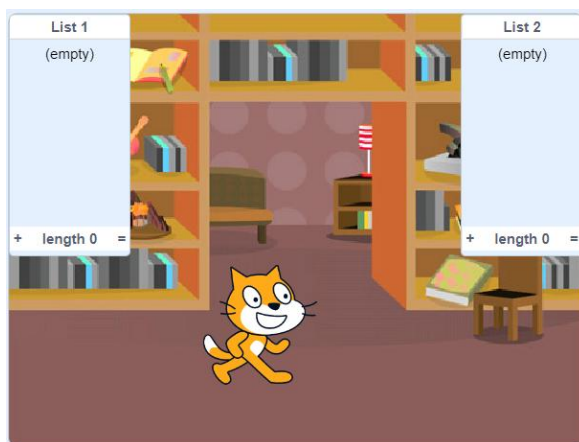 List 1
(empty)
+ length 0 =
List 2
(empty)
+ length 0 =